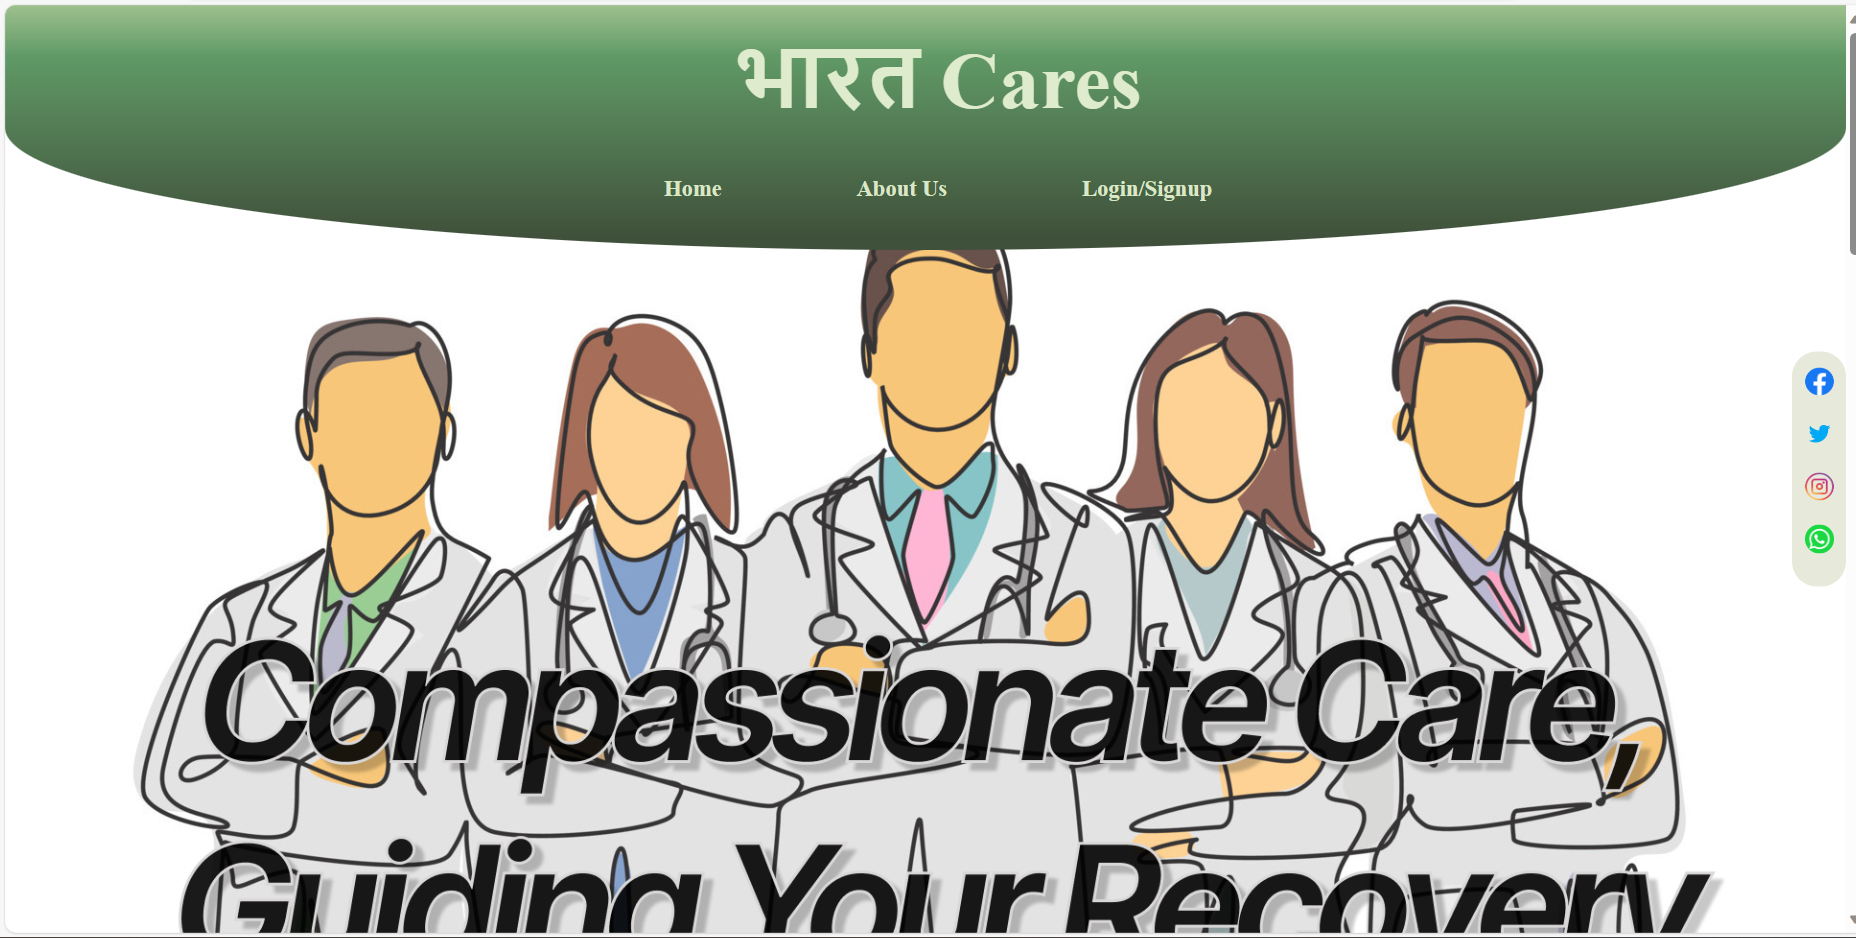 भारत Cares
Home About Us Login/Signup
Compassionate Care,
Guiding Your Recovery